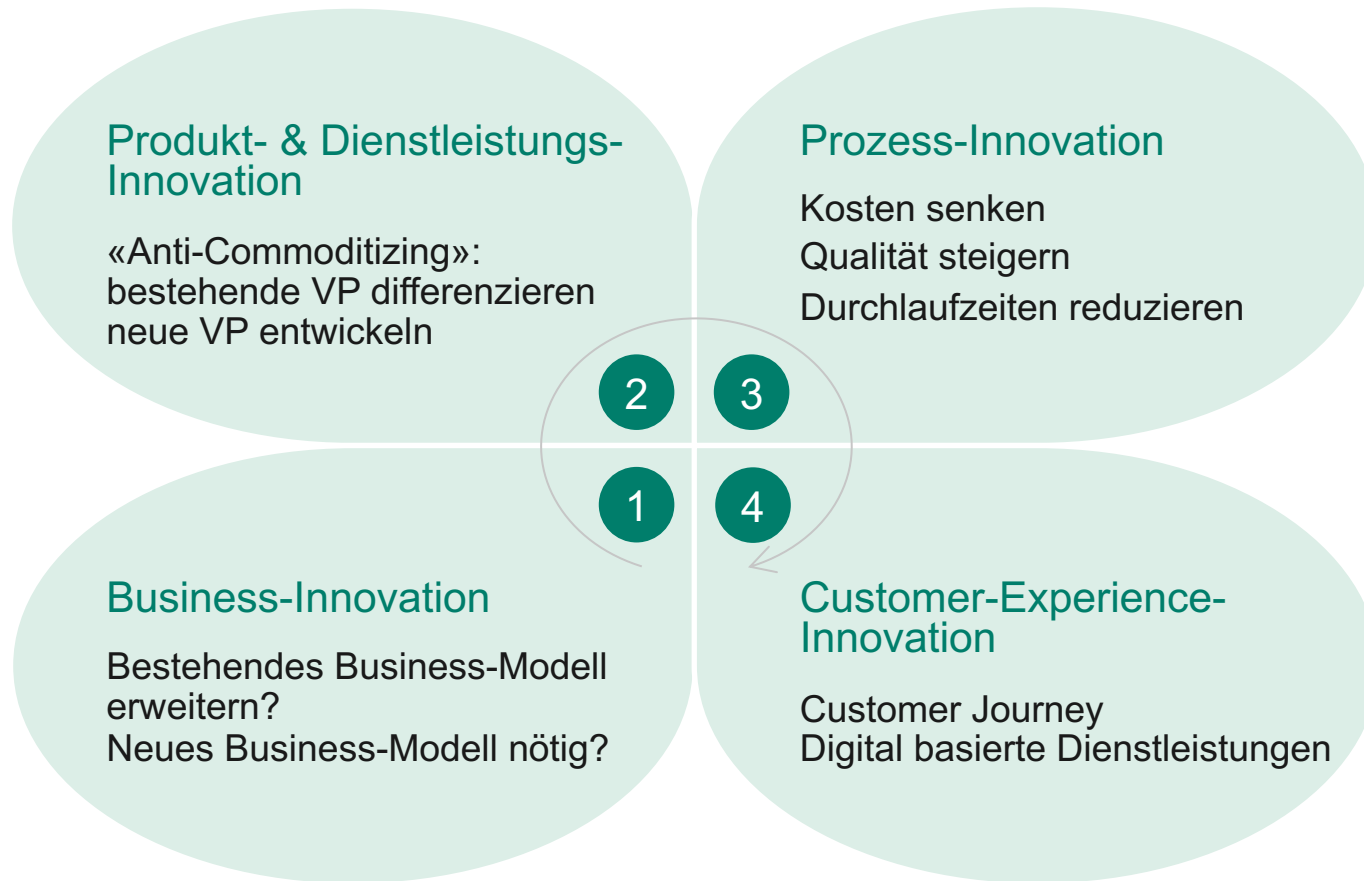 Produkt- & Dienstleistungs-
Innovation
«Anti-Commoditizing»:
bestehende VP differenzieren
neue VP entwickeln
2
Prozess-Innovation
Kosten senken
Qualität steigern
Durchlaufzeiten reduzieren
3
1
Business-Innovation
Bestehendes Business-Modell
erweitern?
Neues Business-Modell nötig?
4
Customer-Experience-
Innovation
Customer Journey
Digital basierte Dienstleistungen